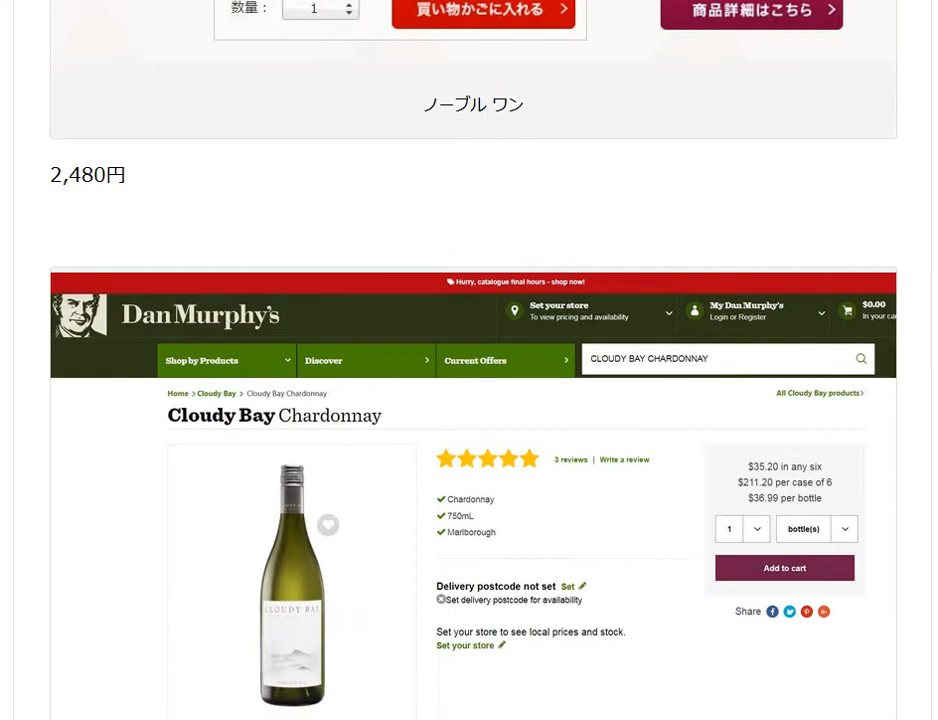 数量： 1 買い物かごに入れる
商品詳細はこちら
ノーブル ワン
2,480円
Hurry, catalogue final hours - shop now!
Dan Murphy's
Set your store
To view pricing and availability
My Dan Murphy's
Login or Register
$0.00
In your ca
Shop by Products
Discover
Current Offers
CLOUDY BAY CHARDONNAY
Home > Cloudy Bay > Cloudy Bay Chardonnay
All Cloudy Bay products>
Cloudy Bay Chardonnay
3 reviews | Write a review
Chardonnay
750mL
Marlborough
$35.20 in any six
$211.20 per case of 6
$36.99 per bottle
1 bottle(s)
Add to cart
Share
Delivery postcode not set Set
Set delivery postcode for availability
Set your store to see local prices and stock.
Set your store
CLOUDY BAY